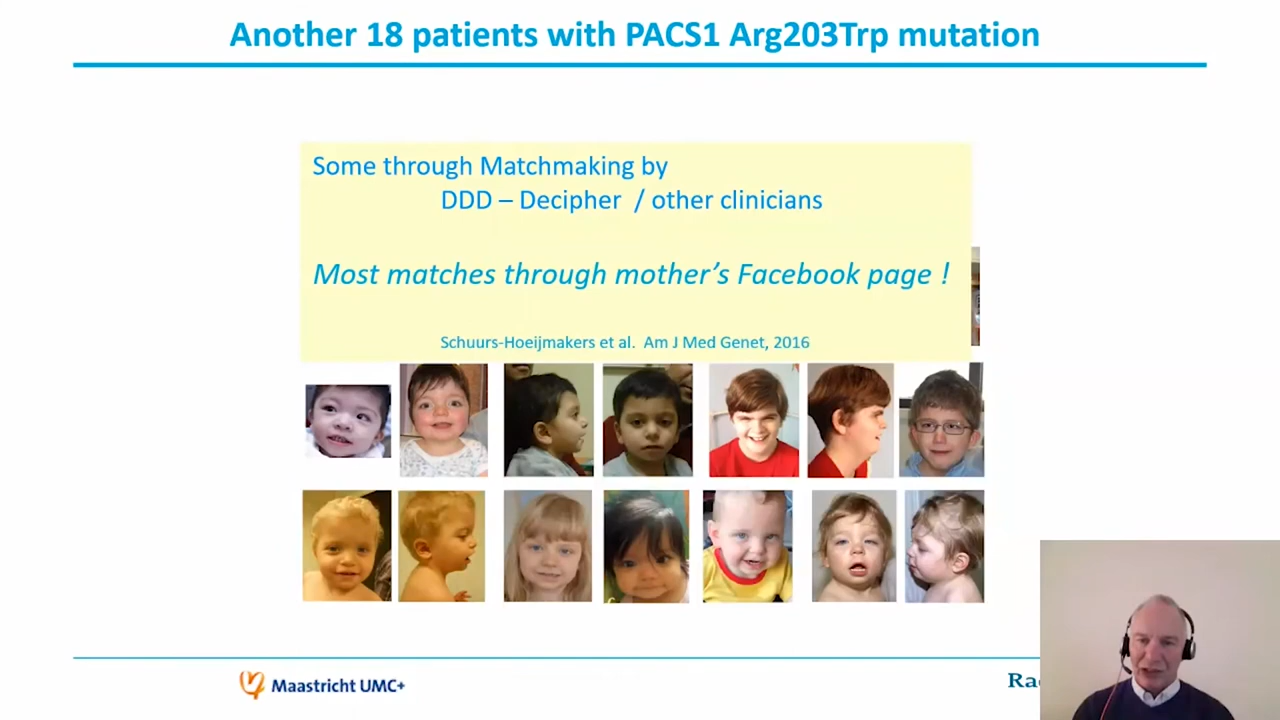 Another 18 patients with PACS1 Arg203Trp mutation
Some through Matchmaking by
DDD – Decipher / other clinicians
Most matches through mother's Facebook page !
Schuurs-Hoeijmakers et al. Am J Med Genet, 2016
Maastricht UMC+